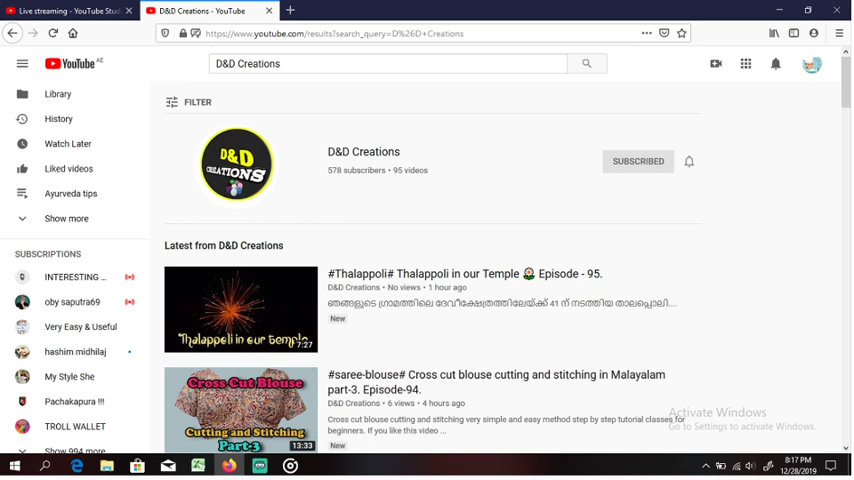 Live streaming - YouTube Stud
D&D Creations - YouTube
https://www.youtube.com/results?search_query=D%26D+Creations
YouTube AE
D&D Creations
Library
FILTER
History
Watch Later
Liked videos
Ayurveda tips
Show more
D&D CREATIONS
D&D Creations
578 subscribers • 95 videos
SUBSCRIBED
SUBSCRIPTIONS
INTERESTING ...
oby saputra69
Very Easy & Useful
hashim midhilaj
My Style She
Pachakapura !!!
TROLL WALLET
Show 994 more
Latest from D&D Creations
Thalappoli in our temple
7:27
#Thalappoli# Thalappoli in our Temple 🏵️ Episode - 95.
D&D Creations • No views • 1 hour ago
ഞങ്ങളുടെ ഗ്രാമത്തിലെ ദേവീക്ഷേത്രത്തിലേയ്ക്ക് 41 ന് നടത്തിയ താലപ്പൊലി....
New
Cross Cut Blouse
Cutting and Stitching
Part-3
13:33
#saree-blouse# Cross cut blouse cutting and stitching in Malayalam
part-3. Episode-94.
D&D Creations • 6 views • 4 hours ago
Cross cut blouse cutting and stitching very simple and easy method step by step tutorial classes for
beginners. If you like this video ...
New
Activate Windows
Go to Settings to activate Windows.
8:17 PM
12/28/2019